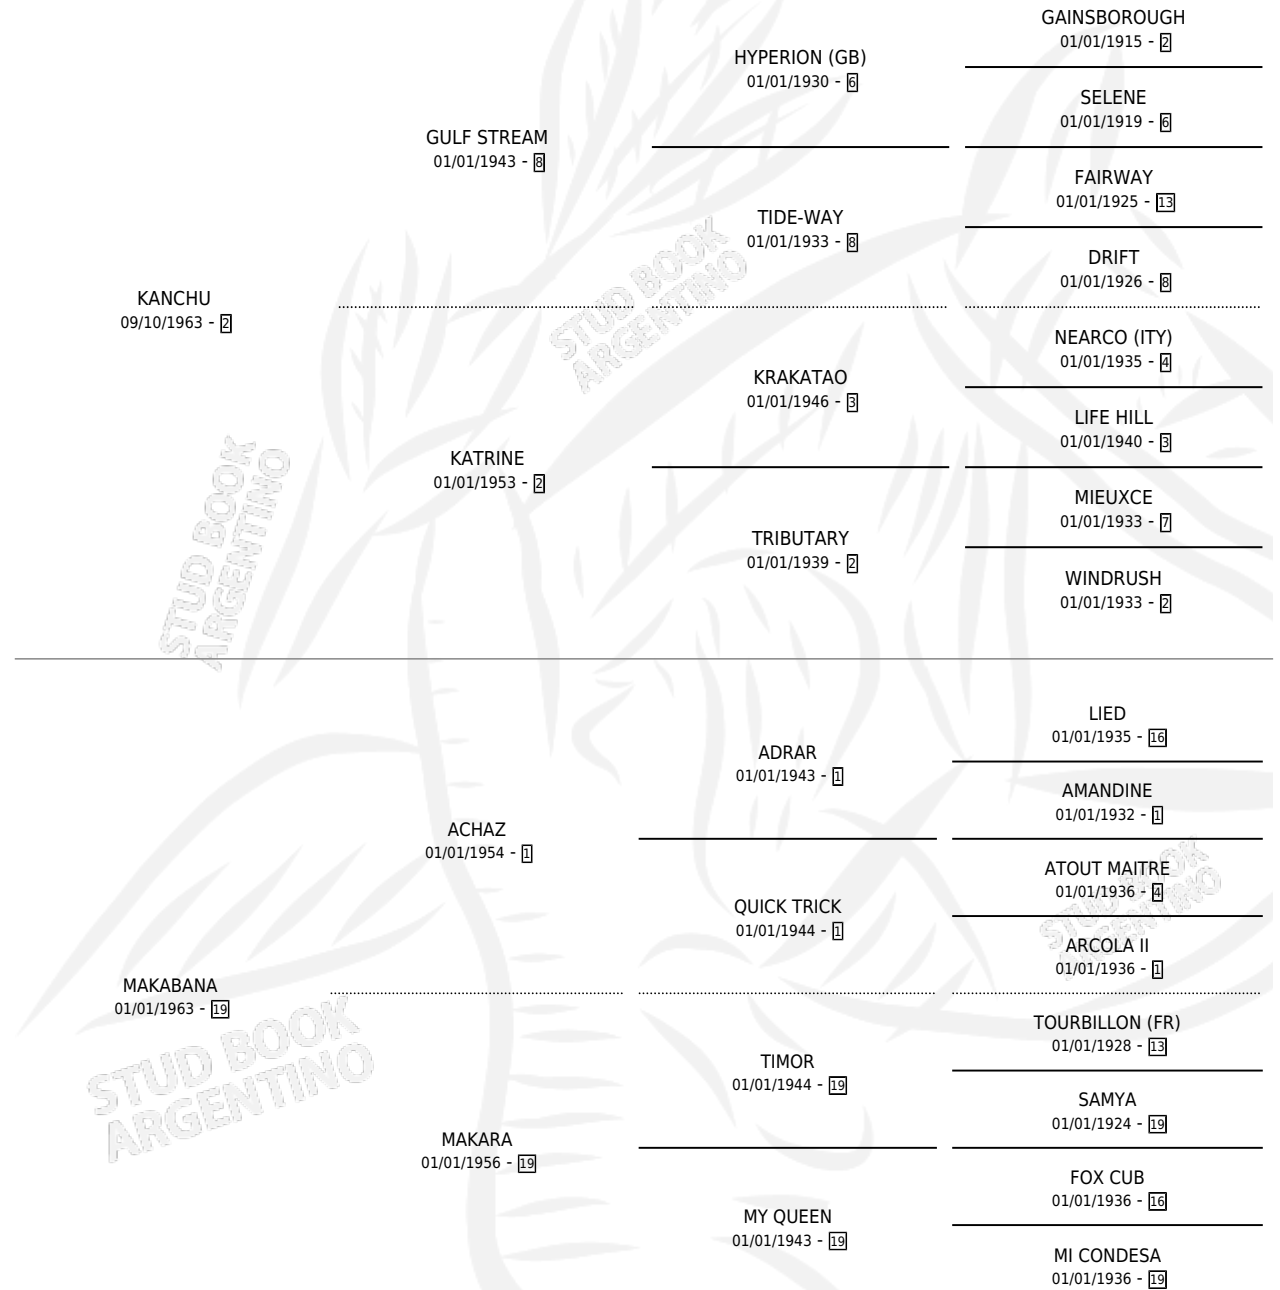 GAINSBOROUGH
01/01/1915 - 2
HYPERION (GB)
01/01/1930 - 6
SELENE
01/01/1919 - 6
GULF STREAM
01/01/1943 - 8
FAIRWAY
01/01/1925 - 13
TIDE-WAY
01/01/1933 - 8
DRIFT
01/01/1926 - 8
KANCHU
09/10/1963 - 2
NEARCO (ITY)
01/01/1935 - 4
KRAKATAO
01/01/1946 - 3
LIFE HILL
01/01/1940 - 3
KATRINE
01/01/1953 - 2
MIEUXCE
01/01/1933 - 7
TRIBUTARY
01/01/1939 - 2
WINDRUSH
01/01/1933 - 2
STUD BOOK
ARGENTINO
STUD BOOK
ARGENTINO
LIED
01/01/1935 - 16
ADRAR
01/01/1943 - 1
AMANDINE
01/01/1932 - 1
ACHAZ
01/01/1954 - 1
ATOUT MAITRE
01/01/1936 - 4
QUICK TRICK
01/01/1944 - 1
ARCOLA II
01/01/1936 - 1
MAKABANA
01/01/1963 - 19
TOURBILLON (FR)
01/01/1928 - 13
TIMOR
01/01/1944 - 19
SAMYA
01/01/1924 - 19
MAKARA
01/01/1956 - 19
FOX CUB
01/01/1936 - 16
MY QUEEN
01/01/1943 - 19
MI CONDESA
01/01/1936 - 19
STUD BOOK
ARGENTINO
STUD BOOK
ARGENTINO